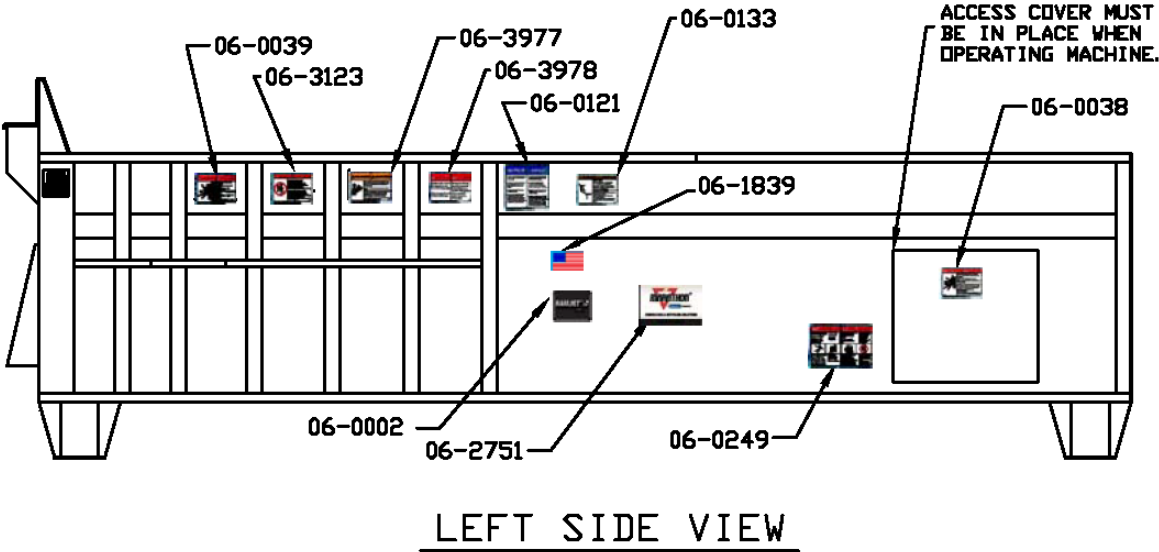 06-0133
ACCESS COVER MUST
BE IN PLACE WHEN
OPERATING MACHINE.
06-0039
06-3977
06-3123
06-3978
06-0121
06-0038
06-1839
MARATHON
06-0002
06-2751
06-0249
LEFT SIDE VIEW